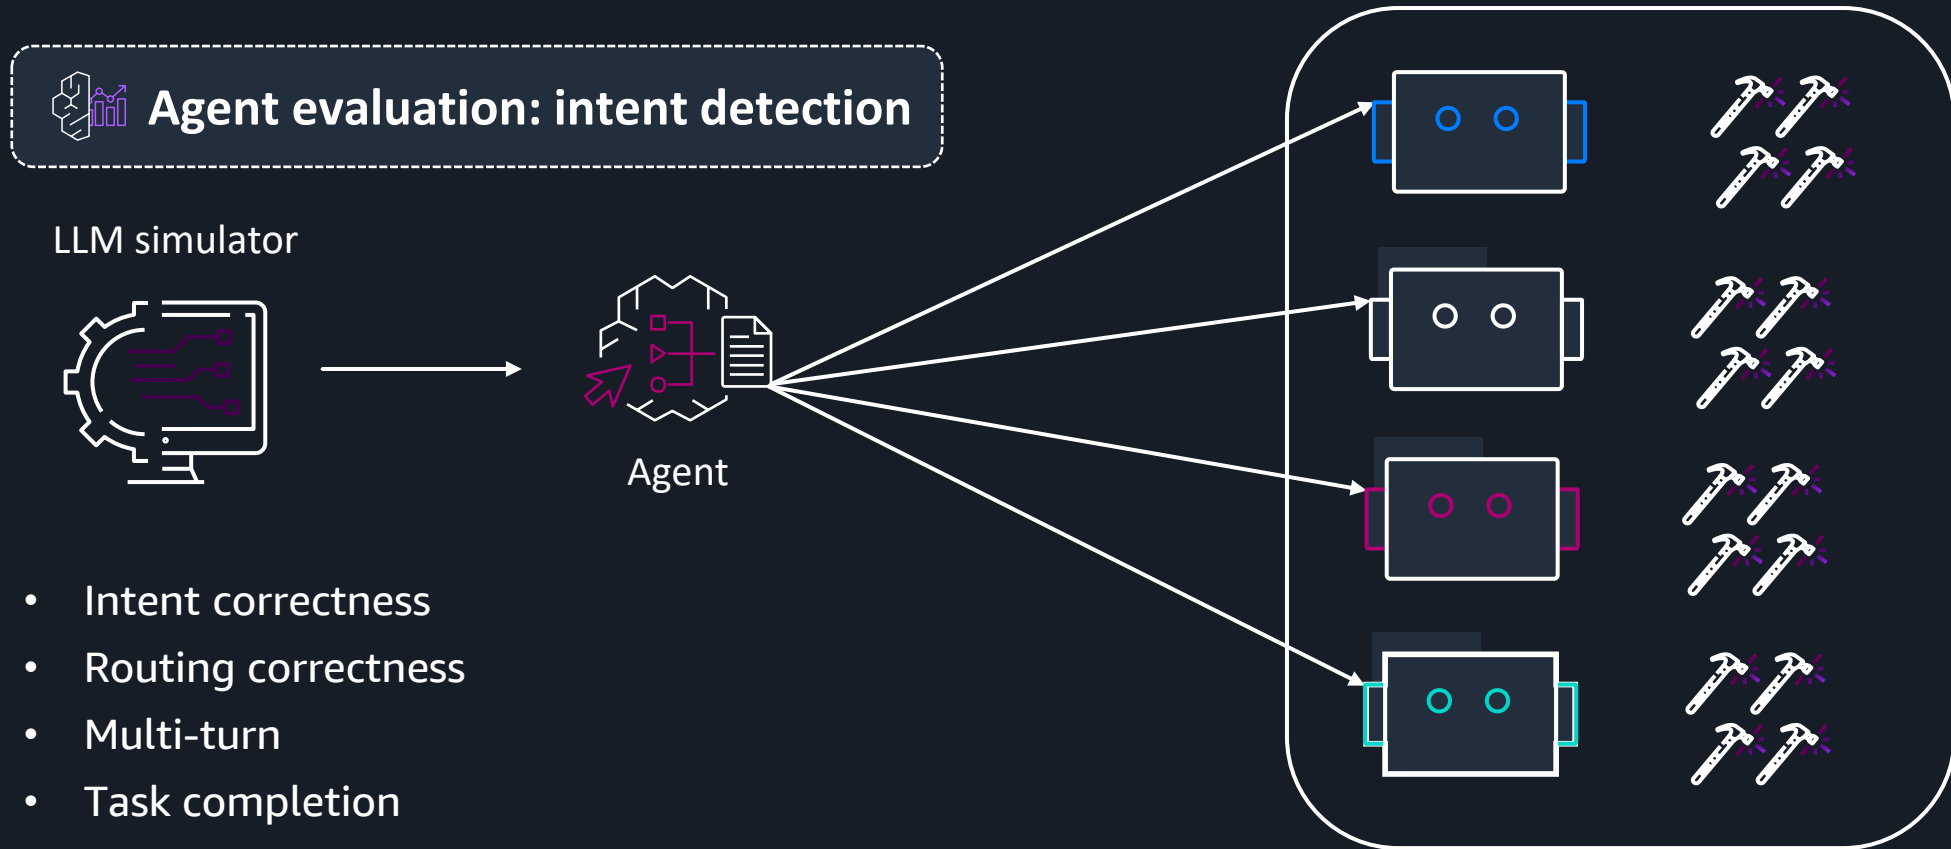 Agent evaluation: intent detection
LLM simulator
Agent
• Intent correctness
• Routing correctness
• Multi-turn
• Task completion